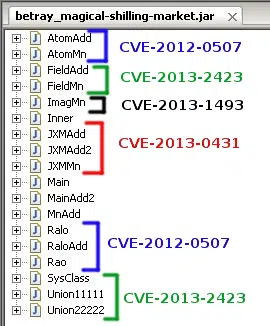 betray_magical-shilling-market.jar
AtomAdd
AtomMn
CVE-2012-0507
FieldAdd
FieldMn
CVE-2013-2423
ImagMn
CVE-2013-1493
Inner
JXMAdd
JXMAdd2
JXMMn
CVE-2013-0431
Main
MainAdd2
MnAdd
Ralo
RaloAdd
Rao
CVE-2012-0507
SysClass
Union11111
Union22222
CVE-2013-2423